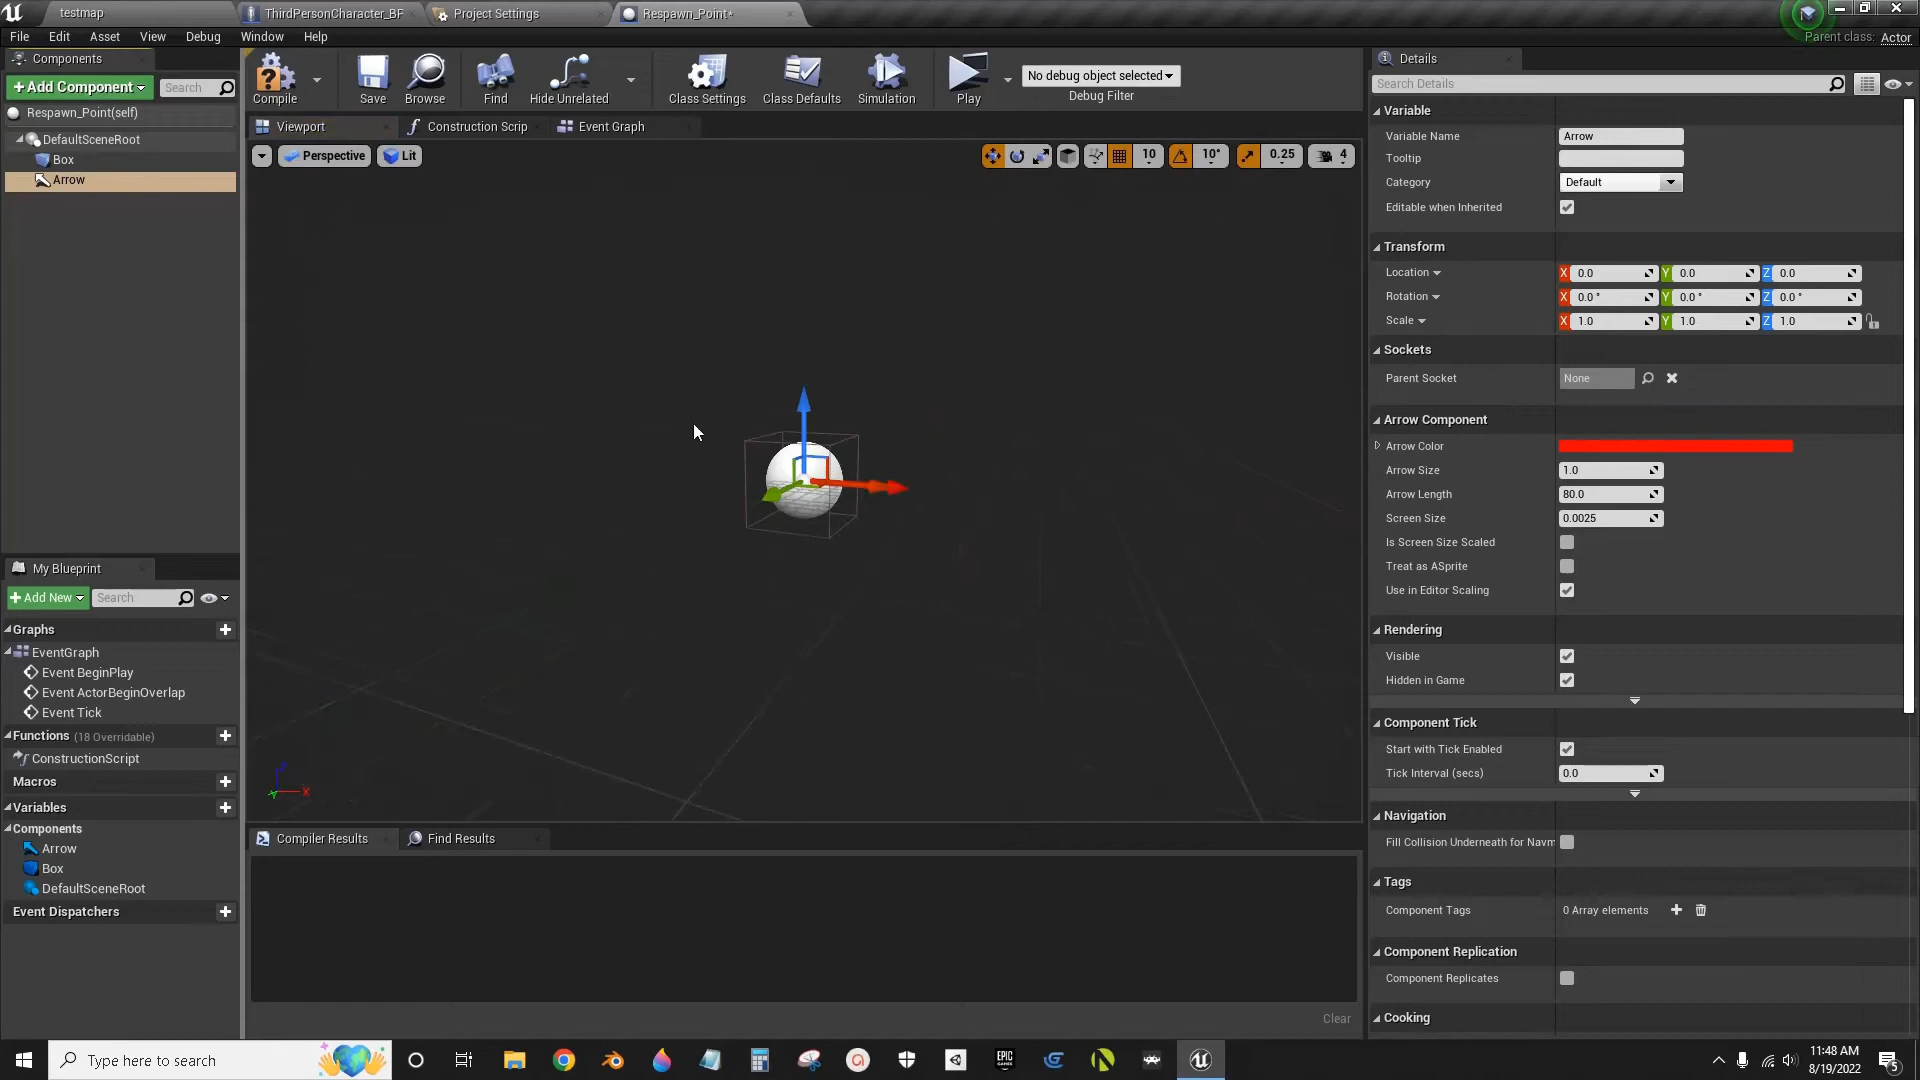 testmap
ThirdPersonCharacter_BF
Project Settings
Respawn_Point*
File Edit Asset View Debug Window Help
Parent class: Actor
Components
+ Add Component
Search
Respawn_Point(self)
DefaultSceneRoot
Box
Arrow
Compile
Save
Browse
Find
Hide Unrelated
Class Settings
Class Defaults
Simulation
Play
No debug object selected
Debug Filter
Viewport
Construction Scrip
Event Graph
Perspective
Lit
10
10°
0.25
4
X
Details
Search Details
Variable
Variable Name Arrow
Tooltip
Category Default
Editable when Inherited
Transform
Location X 0.0 Y 0.0 Z 0.0
Rotation X 0.0 ° Y 0.0 ° Z 0.0 °
Scale X 1.0 Y 1.0 Z 1.0
Sockets
Parent Socket None
Arrow Component
Arrow Color
Arrow Size 1.0
Arrow Length 80.0
Screen Size 0.0025
Is Screen Size Scaled
Treat as ASprite
Use in Editor Scaling
Rendering
Visible
Hidden in Game
Component Tick
Start with Tick Enabled
Tick Interval (secs) 0.0
Navigation
Fill Collision Underneath for Navm
Tags
Component Tags 0 Array elements
Component Replication
Component Replicates
Cooking
My Blueprint
+ Add New
Search
Graphs
EventGraph
Event BeginPlay
Event ActorBeginOverlap
Event Tick
Functions (18 Overridable)
ConstructionScript
Macros
Variables
Components
Arrow
Box
DefaultSceneRoot
Event Dispatchers
Compiler Results
Find Results
Clear
Type here to search
EPIC GAMES
11:48 AM
8/19/2022
5